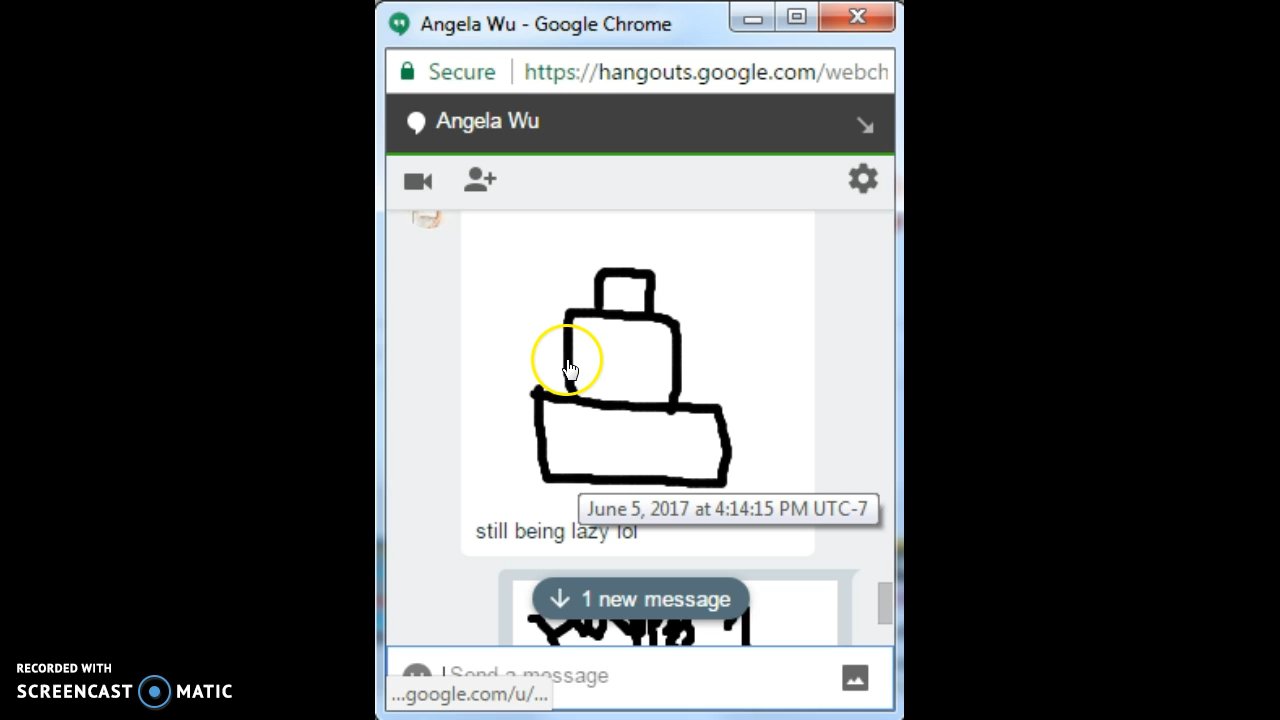 Angela Wu - Google Chrome
Secure https://hangouts.google.com/webch
Angela Wu
June 5, 2017 at 4:14:15 PM UTC-7
still being lazy lol
1 new message
Send a message
...google.com/u/...
RECORDED WITH
SCREENCAST MATIC